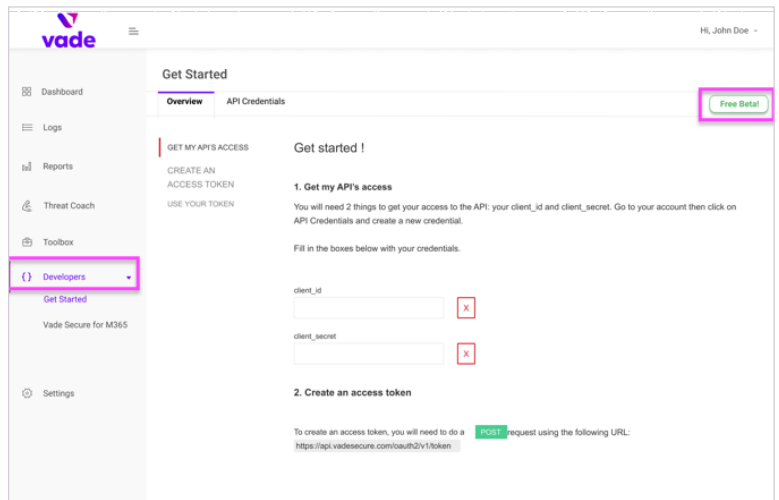 vade
Hi, John Doe
Get Started
Dashboard
Overview
API Credentials
Free Beta!
Logs
GET MY API'S ACCESS
Get started !
Reports
CREATE AN
ACCESS TOKEN
1. Get my API's access
Threat Coach
USE YOUR TOKEN
You will need 2 things to get your access to the API: your client_id and client_secret. Go to your account then click on
API Credentials and create a new credential.
Toolbox
Fill in the boxes below with your credentials.
{ } Developers
Get Started
client_id
X
Vade Secure for M365
client_secret
X
Settings
2. Create an access token
To create an access token, you will need to do a POST request using the following URL:
https://api.vadesecure.com/oauth2/v1/token